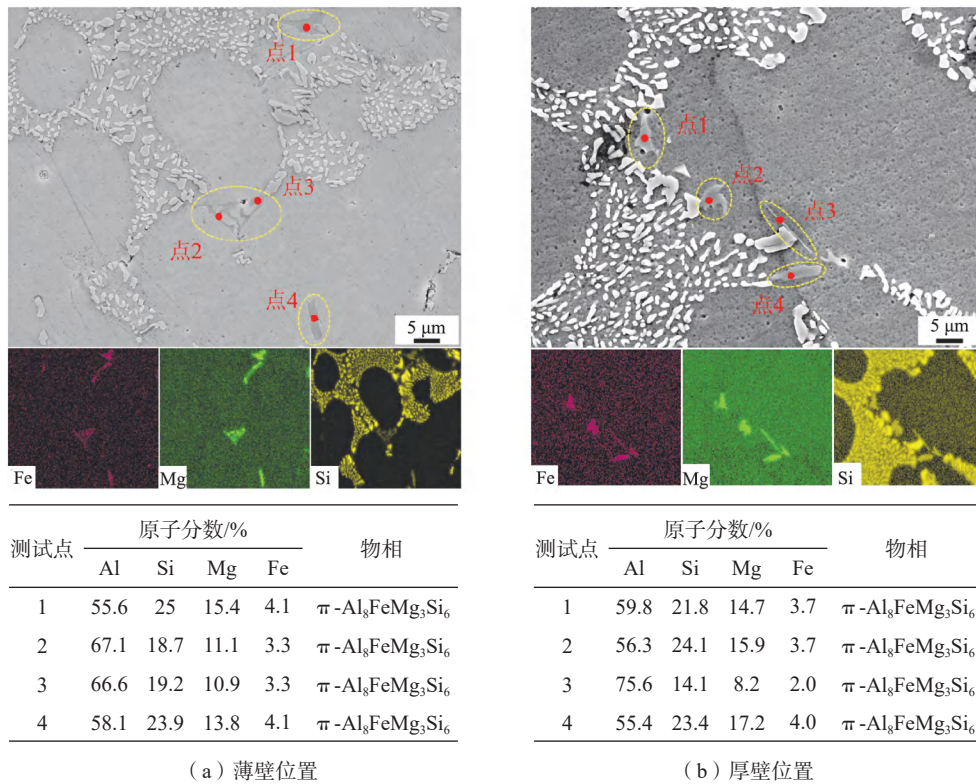 点1
点3
点2
点4
5 μm
Fe
Mg
Si
测试点 原子分数/% 物相
Al Si Mg Fe
1 55.6 25 15.4 4.1 π-Al₈FeMg₃Si₆
2 67.1 18.7 11.1 3.3 π-Al₈FeMg₃Si₆
3 66.6 19.2 10.9 3.3 π-Al₈FeMg₃Si₆
4 58.1 23.9 13.8 4.1 π-Al₈FeMg₃Si₆
（a）薄壁位置
点1
点2
点3
点4
5 μm
Fe
Mg
Si
测试点 原子分数/% 物相
Al Si Mg Fe
1 59.8 21.8 14.7 3.7 π-Al₈FeMg₃Si₆
2 56.3 24.1 15.9 3.7 π-Al₈FeMg₃Si₆
3 75.6 14.1 8.2 2.0 π-Al₈FeMg₃Si₆
4 55.4 23.4 17.2 4.0 π-Al₈FeMg₃Si₆
（b）厚壁位置